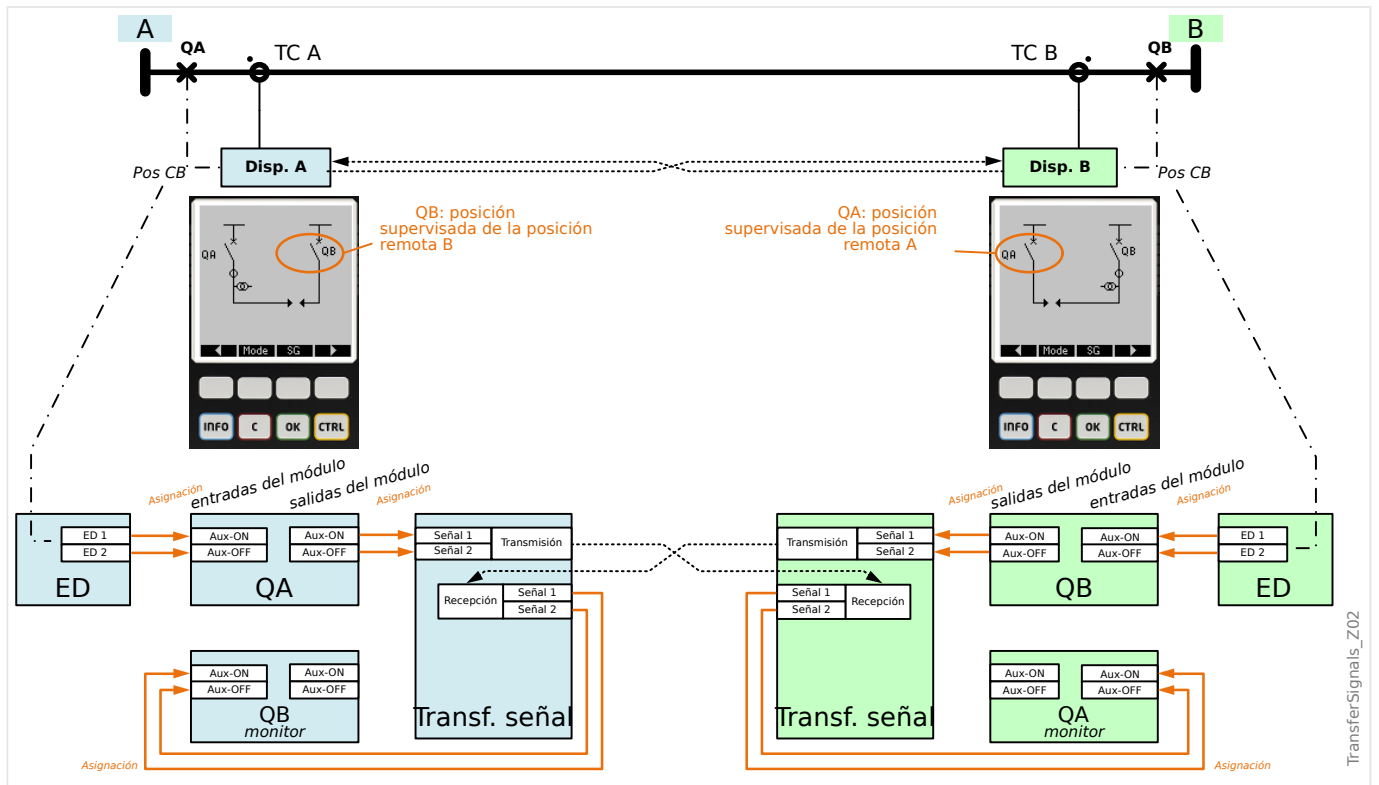 A
B
QA
TC A
TC B
QB
Disp. A
Disp. B
Pos CB
Pos CB
QB: posición
supervisada de la posición
remota B
QA: posición
supervisada de la posición
remota A
QA
QB
Mode
SG
INFO
C
OK
CTRL
QA
QB
Mode
SG
INFO
C
OK
CTRL
Asignación
entradas del módulo
salidas del módulo
Asignación
Asignación
salidas del módulo
entradas del módulo
Asignación
ED 1
ED 2
ED
Aux-ON
Aux-OFF
Aux-ON
Aux-OFF
QA
Señal 1
Señal 2
Transmisión
Recepción
Señal 1
Señal 2
Transf. señal
Aux-ON
Aux-OFF
Aux-ON
Aux-OFF
QB
monitor
Asignación
Transmisión
Señal 1
Señal 2
Señal 1
Señal 2
Recepción
Transf. señal
Aux-ON
Aux-OFF
Aux-ON
Aux-OFF
QB
ED 1
ED 2
ED
Aux-ON
Aux-OFF
Aux-ON
Aux-OFF
QA
monitor
Asignación
TransferSignals_Z02